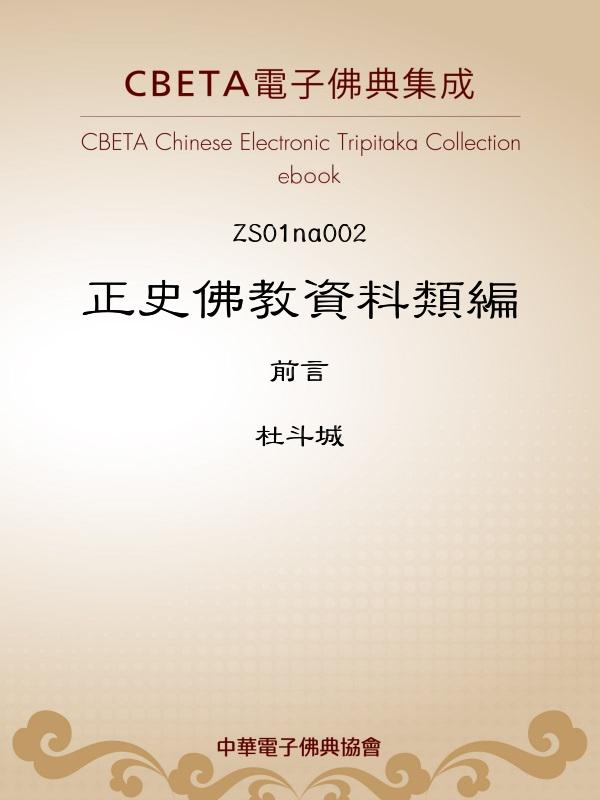 CBETA電子佛典集成
CBETA Chinese Electronic Tripitaka Collection
ebook
ZS01na002
正史佛教資料類編
前言
杜斗城
中華電子佛典協會